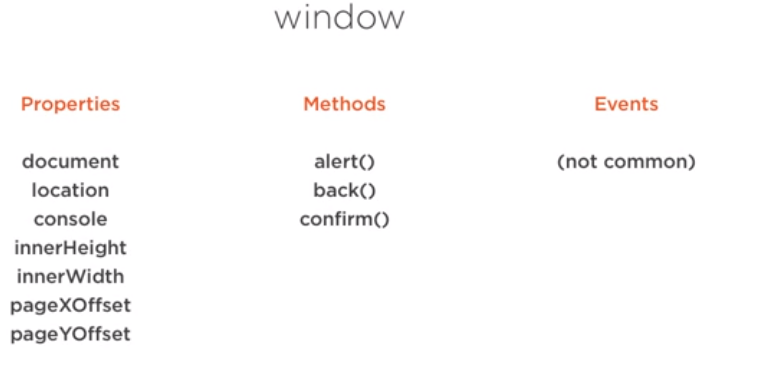 window
Properties
document
location
console
innerHeight
innerWidth
pageXOffset
pageYOffset
Methods
alert()
back()
confirm()
Events
(not common)